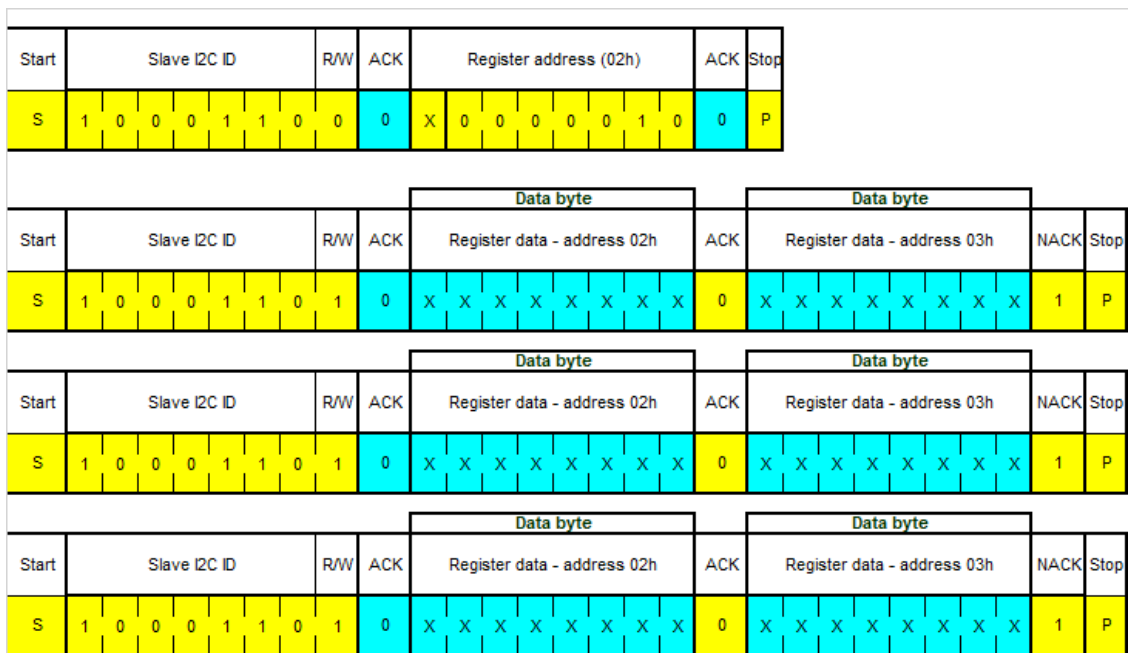 Start Slave I2C ID R/W ACK Register address (02h) ACK Stop
S 1 0 0 0 1 1 0 0 0 X 0 0 0 0 0 1 0 0 P
Data byte Data byte
Start Slave I2C ID R/W ACK Register data - address 02h ACK Register data - address 03h NACK Stop
S 1 0 0 0 1 1 0 1 0 X X X X X X X X 0 X X X X X X X X 1 P
Data byte Data byte
Start Slave I2C ID R/W ACK Register data - address 02h ACK Register data - address 03h NACK Stop
S 1 0 0 0 1 1 0 1 0 X X X X X X X X 0 X X X X X X X X 1 P
Data byte Data byte
Start Slave I2C ID R/W ACK Register data - address 02h ACK Register data - address 03h NACK Stop
S 1 0 0 0 1 1 0 1 0 X X X X X X X X 0 X X X X X X X X 1 P